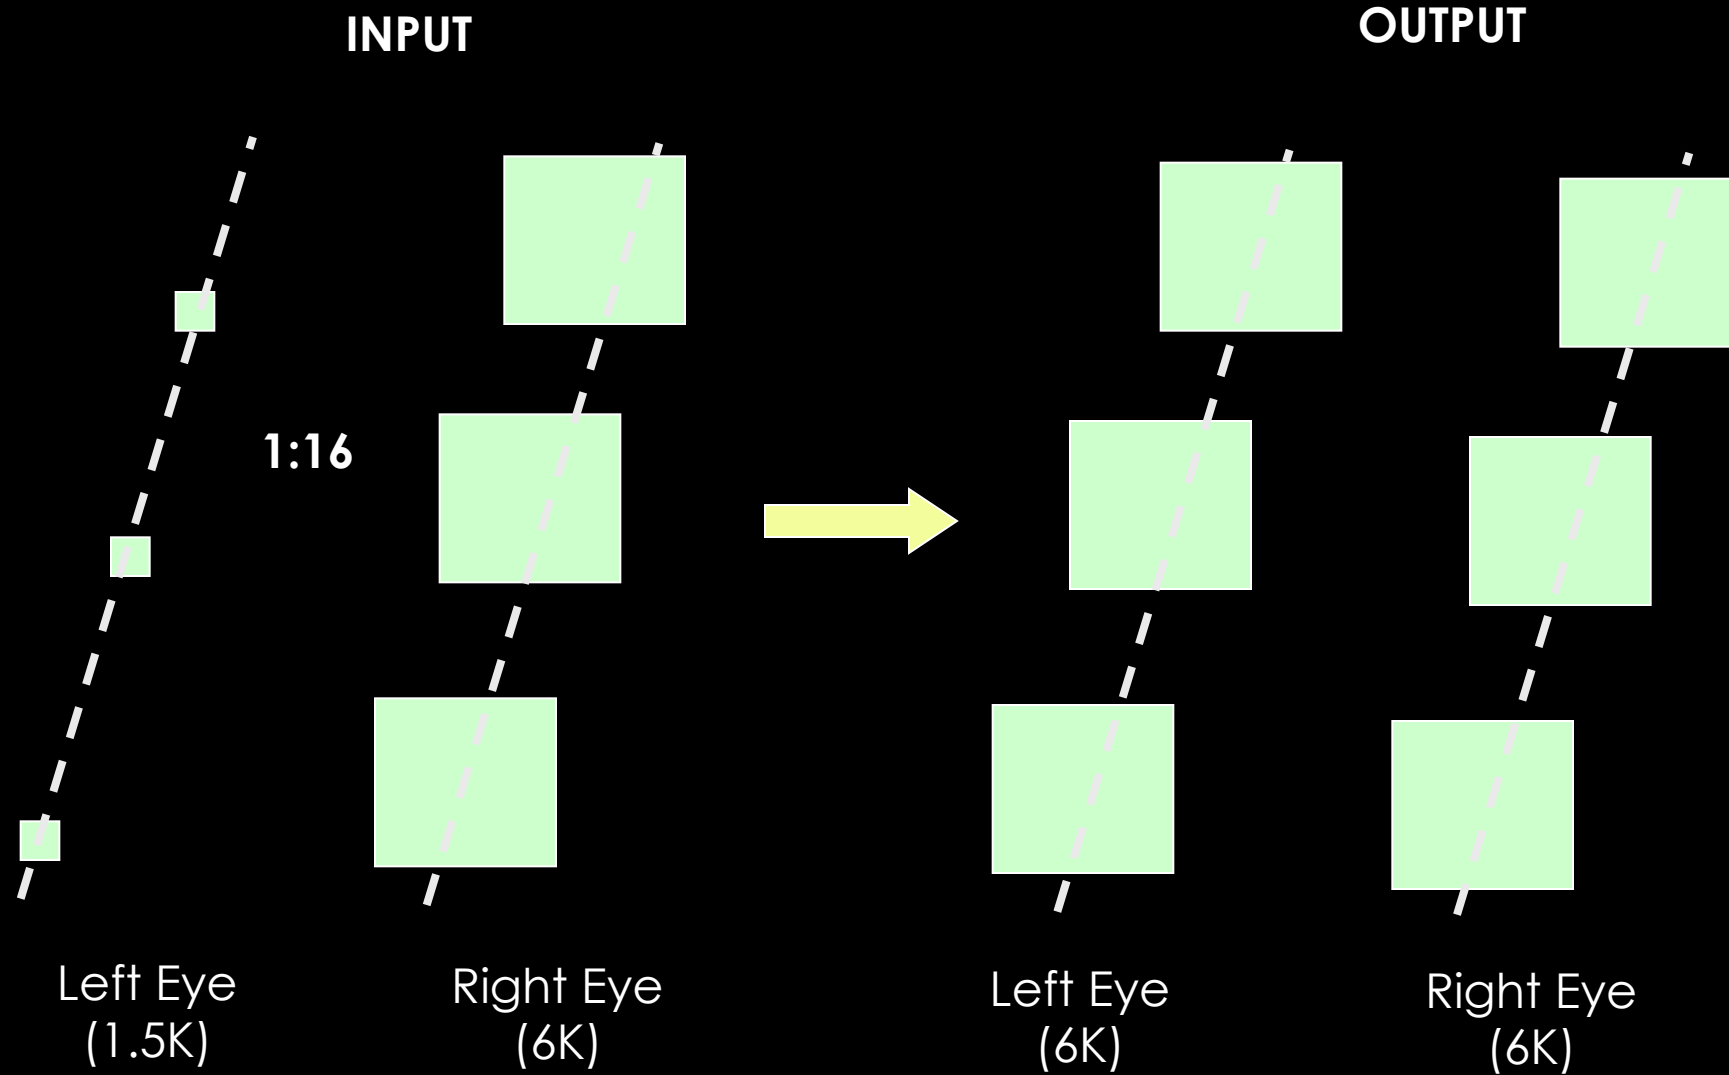 INPUT
OUTPUT
1:16
Left Eye
(1.5K)
Right Eye
(6K)
Left Eye
(6K)
Right Eye
(6K)